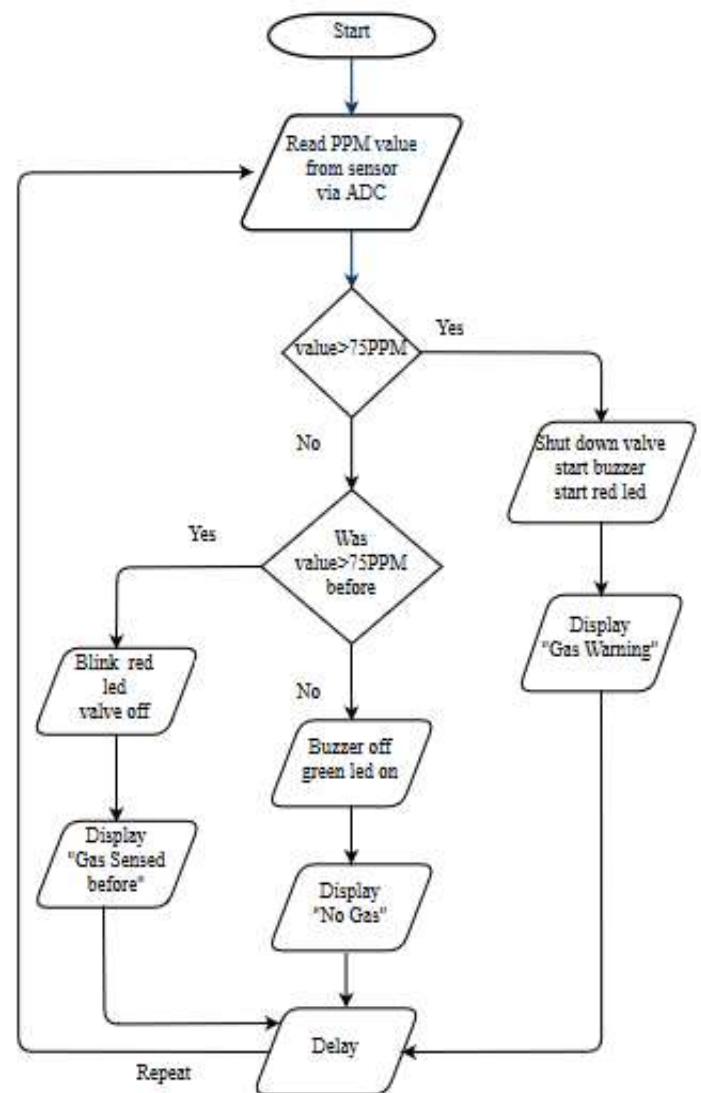 Start
Read PPM value
from sensor
via ADC
value>75PPM
Yes
No
Shut down valve
start buzzer
start red led
Display
"Gas Warning"
Was
value>75PPM
before
Yes
No
Blink red
led
valve off
Display
"Gas Sensed
before"
Buzzer off
green led on
Display
"No Gas"
Delay
Repeat